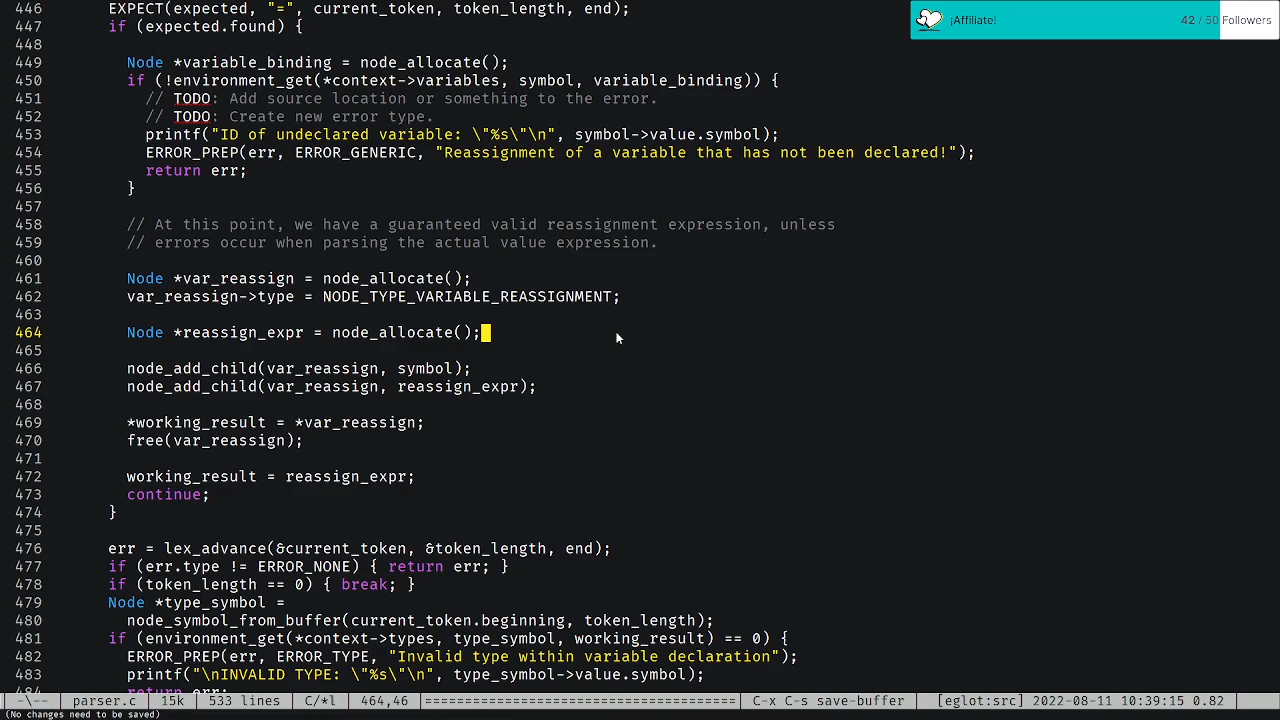 446        EXPECT(expected, "=", current_token, token_length, end);
447        if (expected.found) {
448
449          Node *variable_binding = node_allocate();
450          if (!environment_get(*context->variables, symbol, variable_binding)) {
451            // TODO: Add source location or something to the error.
452            // TODO: Create new error type.
453            printf("ID of undeclared variable: \"%s\"\n", symbol->value.symbol);
454            ERROR_PREP(err, ERROR_GENERIC, "Reassignment of a variable that has not been declared!");
455            return err;
456          }
457
458          // At this point, we have a guaranteed valid reassignment expression, unless
459          // errors occur when parsing the actual value expression.
460
461          Node *var_reassign = node_allocate();
462          var_reassign->type = NODE_TYPE_VARIABLE_REASSIGNMENT;
463
464          Node *reassign_expr = node_allocate();
465
466          node_add_child(var_reassign, symbol);
467          node_add_child(var_reassign, reassign_expr);
468
469          *working_result = *var_reassign;
470          free(var_reassign);
471
472          working_result = reassign_expr;
473          continue;
474        }
475
476        err = lex_advance(&current_token, &token_length, end);
477        if (err.type != ERROR_NONE) { return err; }
478        if (token_length == 0) { break; }
479        Node *type_symbol =
480          node_symbol_from_buffer(current_token.beginning, token_length);
481        if (environment_get(*context->types, type_symbol, working_result) == 0) {
482          ERROR_PREP(err, ERROR_TYPE, "Invalid type within variable declaration");
483          printf("\nINVALID TYPE: \"%s\"\n", type_symbol->value.symbol);
484          return err;
¡Affiliate! 42 / 50 Followers
-\-- parser.c 15k 533 lines C/*l 464,46 ================================== C-x C-s save-buffer [eglot:src] 2022-08-11 10:39:15 0.82
(No changes need to be saved)